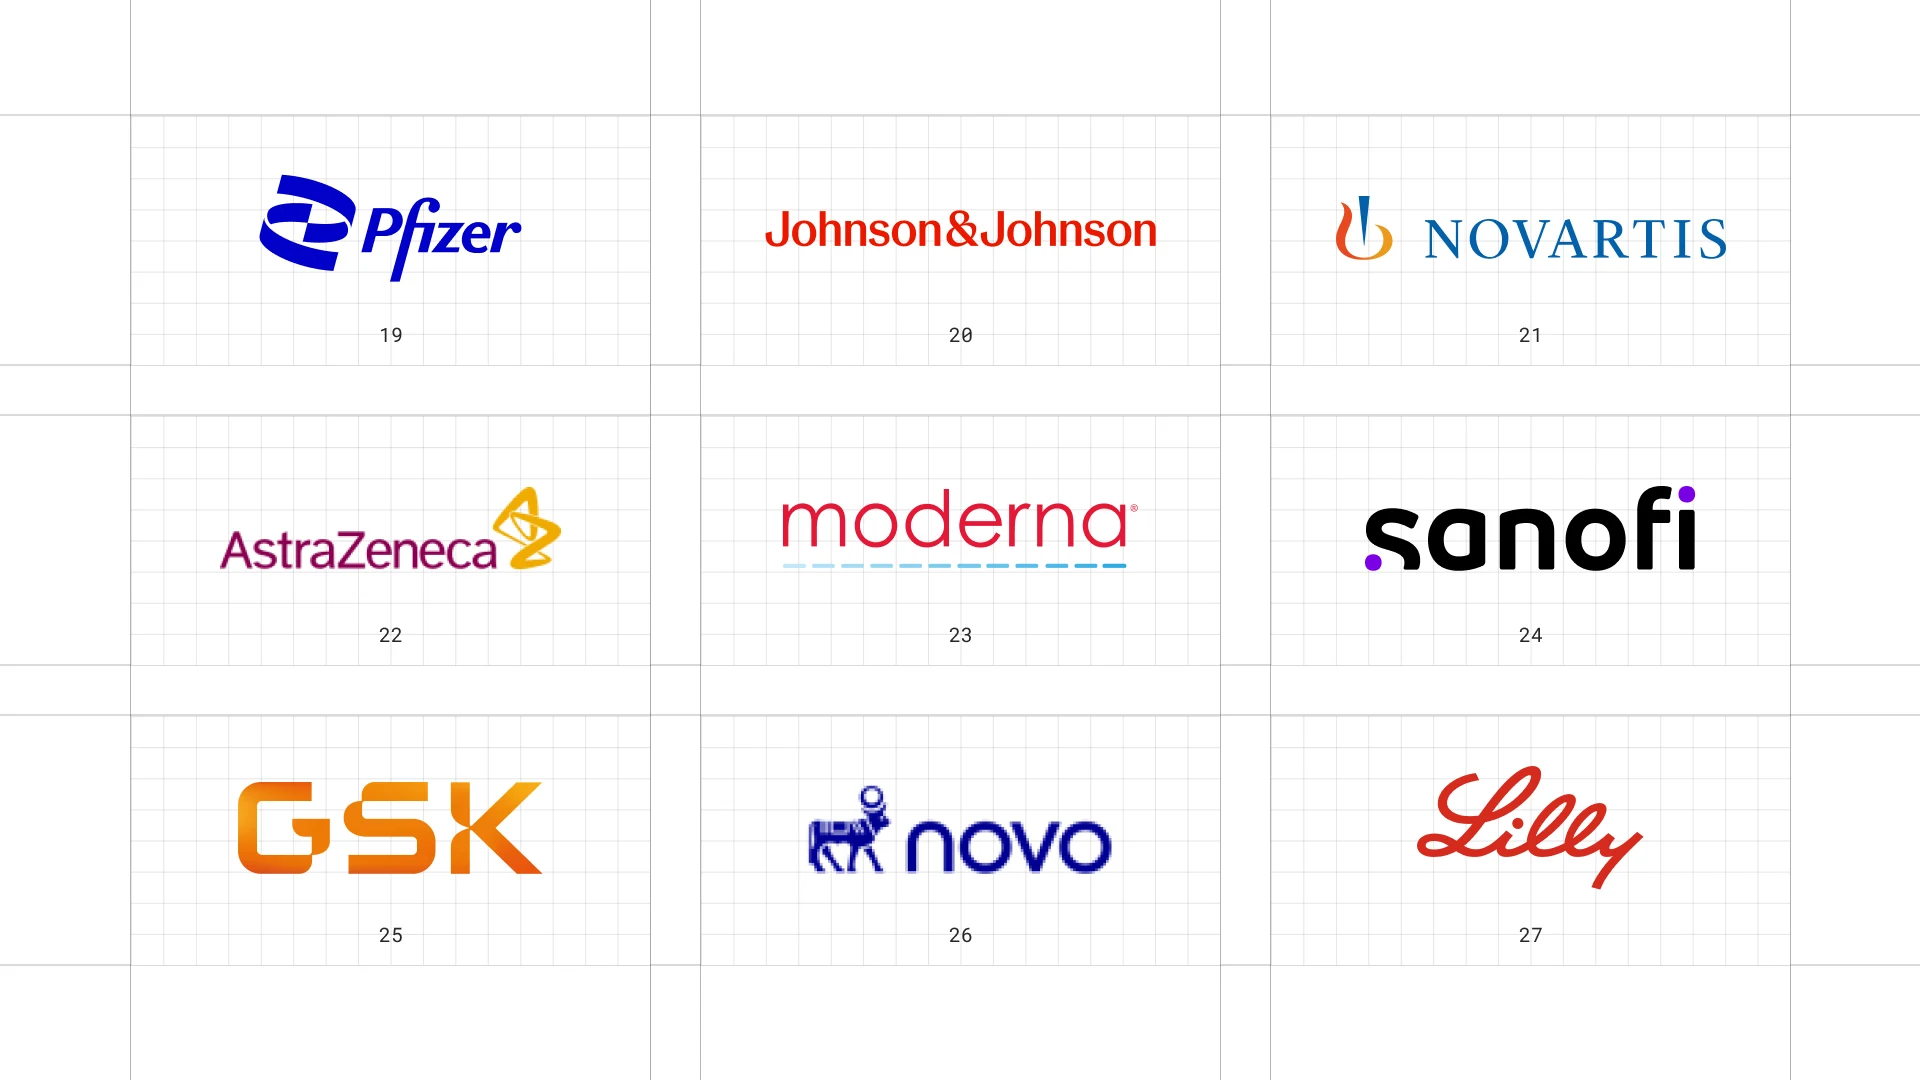 Pfizer
19
Johnson&Johnson
20
NOVARTIS
21
AstraZeneca
22
moderna®
23
sanofi
24
GSK
25
novo
26
Lilly
27